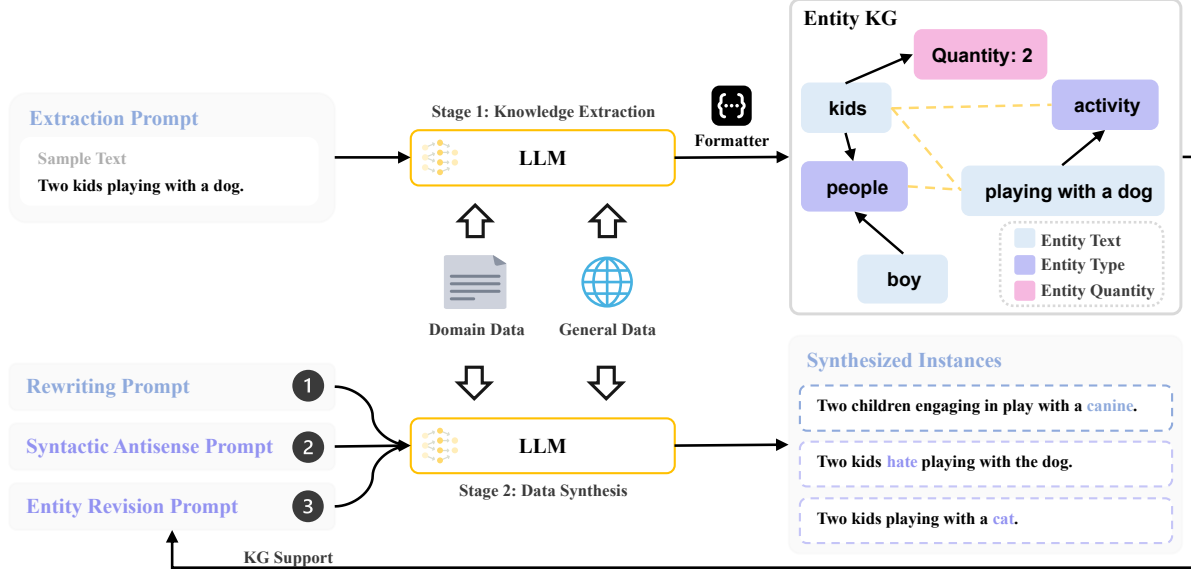 Extraction Prompt
Sample Text
Two kids playing with a dog.
Stage 1: Knowledge Extraction
LLM
{···}
Formatter
Entity KG
Quantity: 2
kids
activity
people
playing with a dog
boy
Entity Text
Entity Type
Entity Quantity
Domain Data
General Data
Rewriting Prompt
1
Syntactic Antisense Prompt
2
Entity Revision Prompt
3
LLM
Stage 2: Data Synthesis
Synthesized Instances
Two children engaging in play with a canine.
Two kids hate playing with the dog.
Two kids playing with a cat.
KG Support